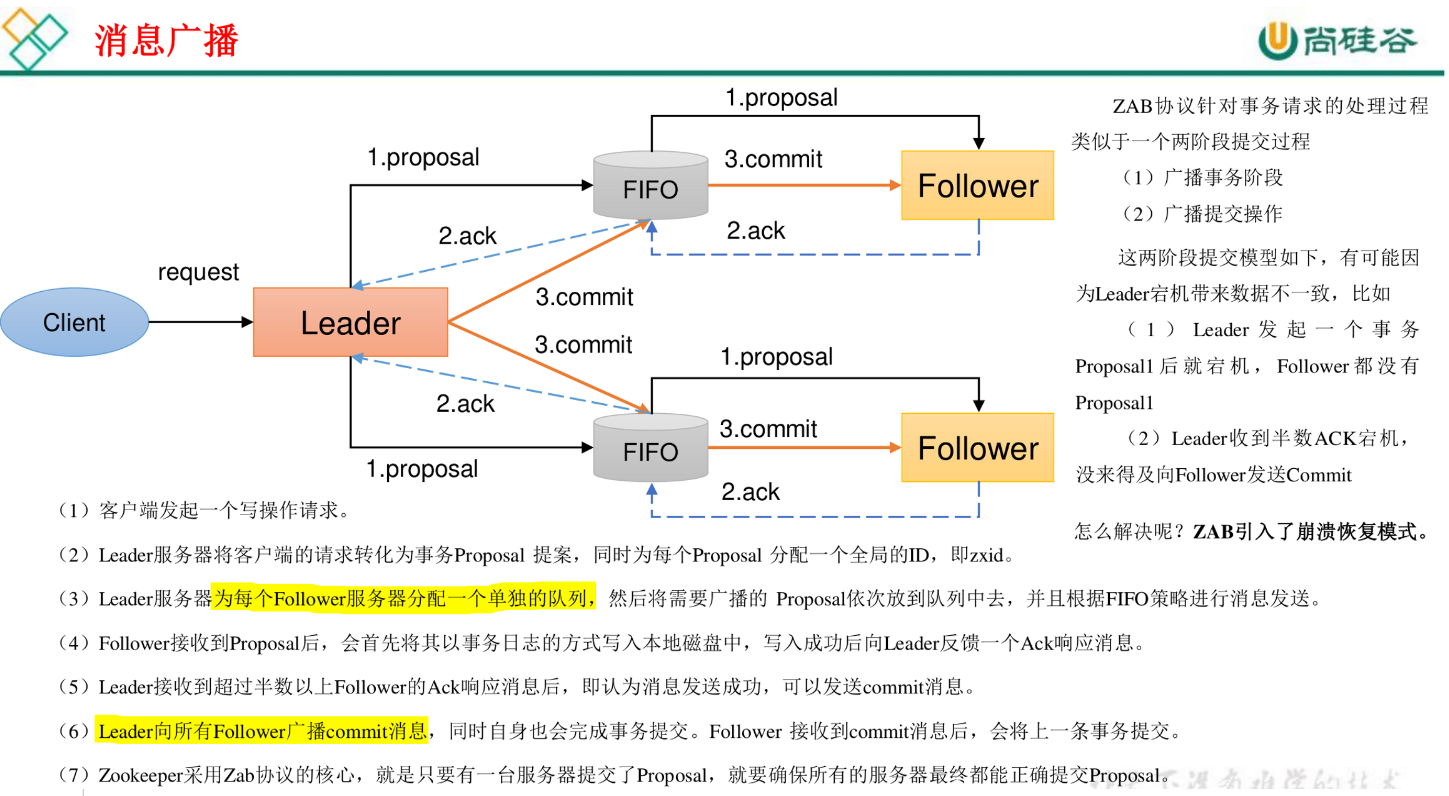 消息广播
尚硅谷
1.proposal
1.proposal
3.commit
FIFO
Follower
2.ack
2.ack
request
3.commit
Client
Leader
3.commit
1.proposal
2.ack
3.commit
FIFO
Follower
1.proposal
2.ack
ZAB协议针对事务请求的处理过程
类似于一个两阶段提交过程
（1）广播事务阶段
（2）广播提交操作
这两阶段提交模型如下，有可能因
为Leader宕机带来数据不一致，比如
（1）Leader发起一个事务
Proposal1后就宕机，Follower都没有
Proposal1
（2）Leader收到半数ACK宕机，
没来得及向Follower发送Commit
怎么解决呢？ZAB引入了崩溃恢复模式。
（1）客户端发起一个写操作请求。
（2）Leader服务器将客户端的请求转化为事务Proposal 提案，同时为每个Proposal 分配一个全局的ID，即zxid。
（3）Leader服务器为每个Follower服务器分配一个单独的队列，然后将需要广播的 Proposal依次放到队列中去，并且根据FIFO策略进行消息发送。
（4）Follower接收到Proposal后，会首先将其以事务日志的方式写入本地磁盘中，写入成功后向Leader反馈一个Ack响应消息。
（5）Leader接收到超过半数以上Follower的Ack响应消息后，即认为消息发送成功，可以发送commit消息。
（6）Leader向所有Follower广播commit消息，同时自身也会完成事务提交。Follower 接收到commit消息后，会将上一条事务提交。
（7）Zookeeper采用Zab协议的核心，就是只要有一台服务器提交了Proposal，就要确保所有的服务器最终都能正确提交Proposal。